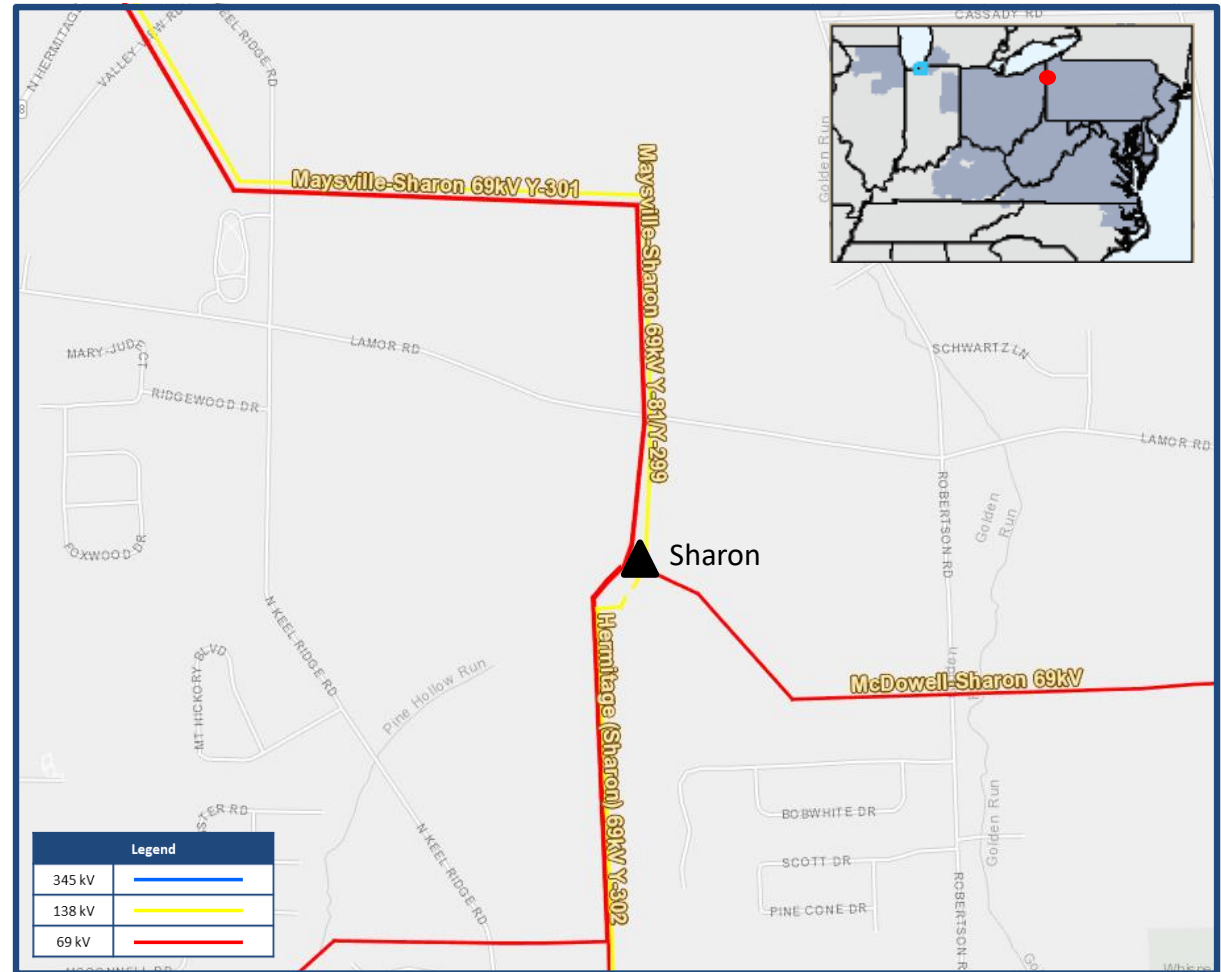 CASSADY RD
N HERMITAGE
VALLEY VIEW RD
KEEL RIDGE RD
8
Golden Run
Maysville-Sharon 69kV Y-301
Maysville-Sharon 69kV Y-81/Y-299
LAMOR RD
MARY JUDE CT
RIDGEWOOD DR
FOXWOOD DR
SCHWARTZ LN
LAMOR RD
ROBERTSON RD
Golden Run
Sharon
N KEEL RIDGE RD
MT HICKORY BLVD
Pine Hollow Run
Hermitage (Sharon) 69kV Y-302
McDowell-Sharon 69kV
N KEEL RIDGE RD
BOBWHITE DR
SCOTT DR
PINE CONE DR
Golden Run
ROBERTSON R
Legend
345 kV
138 kV
69 kV